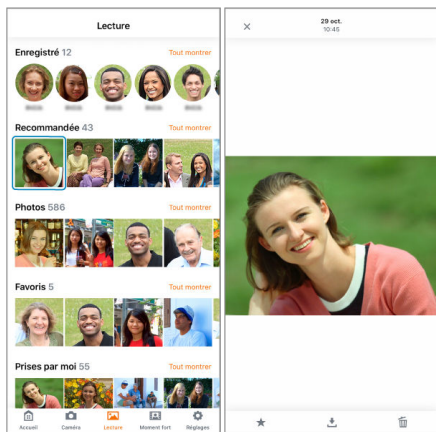 Lecture
Enregistré 12 Tout montrer
Recommandée 43 Tout montrer
Photos 586 Tout montrer
Favoris 5 Tout montrer
Prises par moi 55 Tout montrer
Accueil Caméra Lecture Moment fort Réglages
29 oct.
10:45